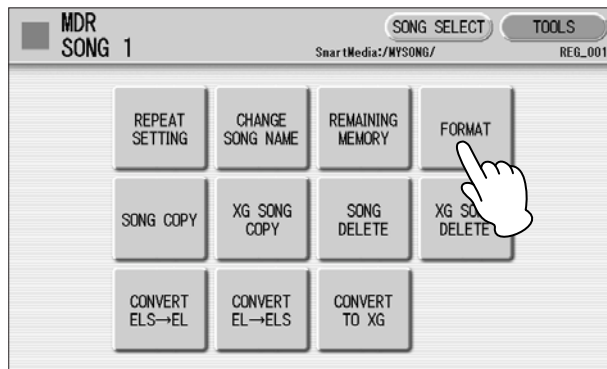 MDR
SONG 1
SONG SELECT
TOOLS
SmartMedia:/MYSONG/
REG_001
REPEAT
SETTING
CHANGE
SONG NAME
REMAINING
MEMORY
FORMAT
SONG COPY
XG SONG
COPY
SONG
DELETE
XG SO
DELETE
CONVERT
ELS→EL
CONVERT
EL→ELS
CONVERT
TO XG